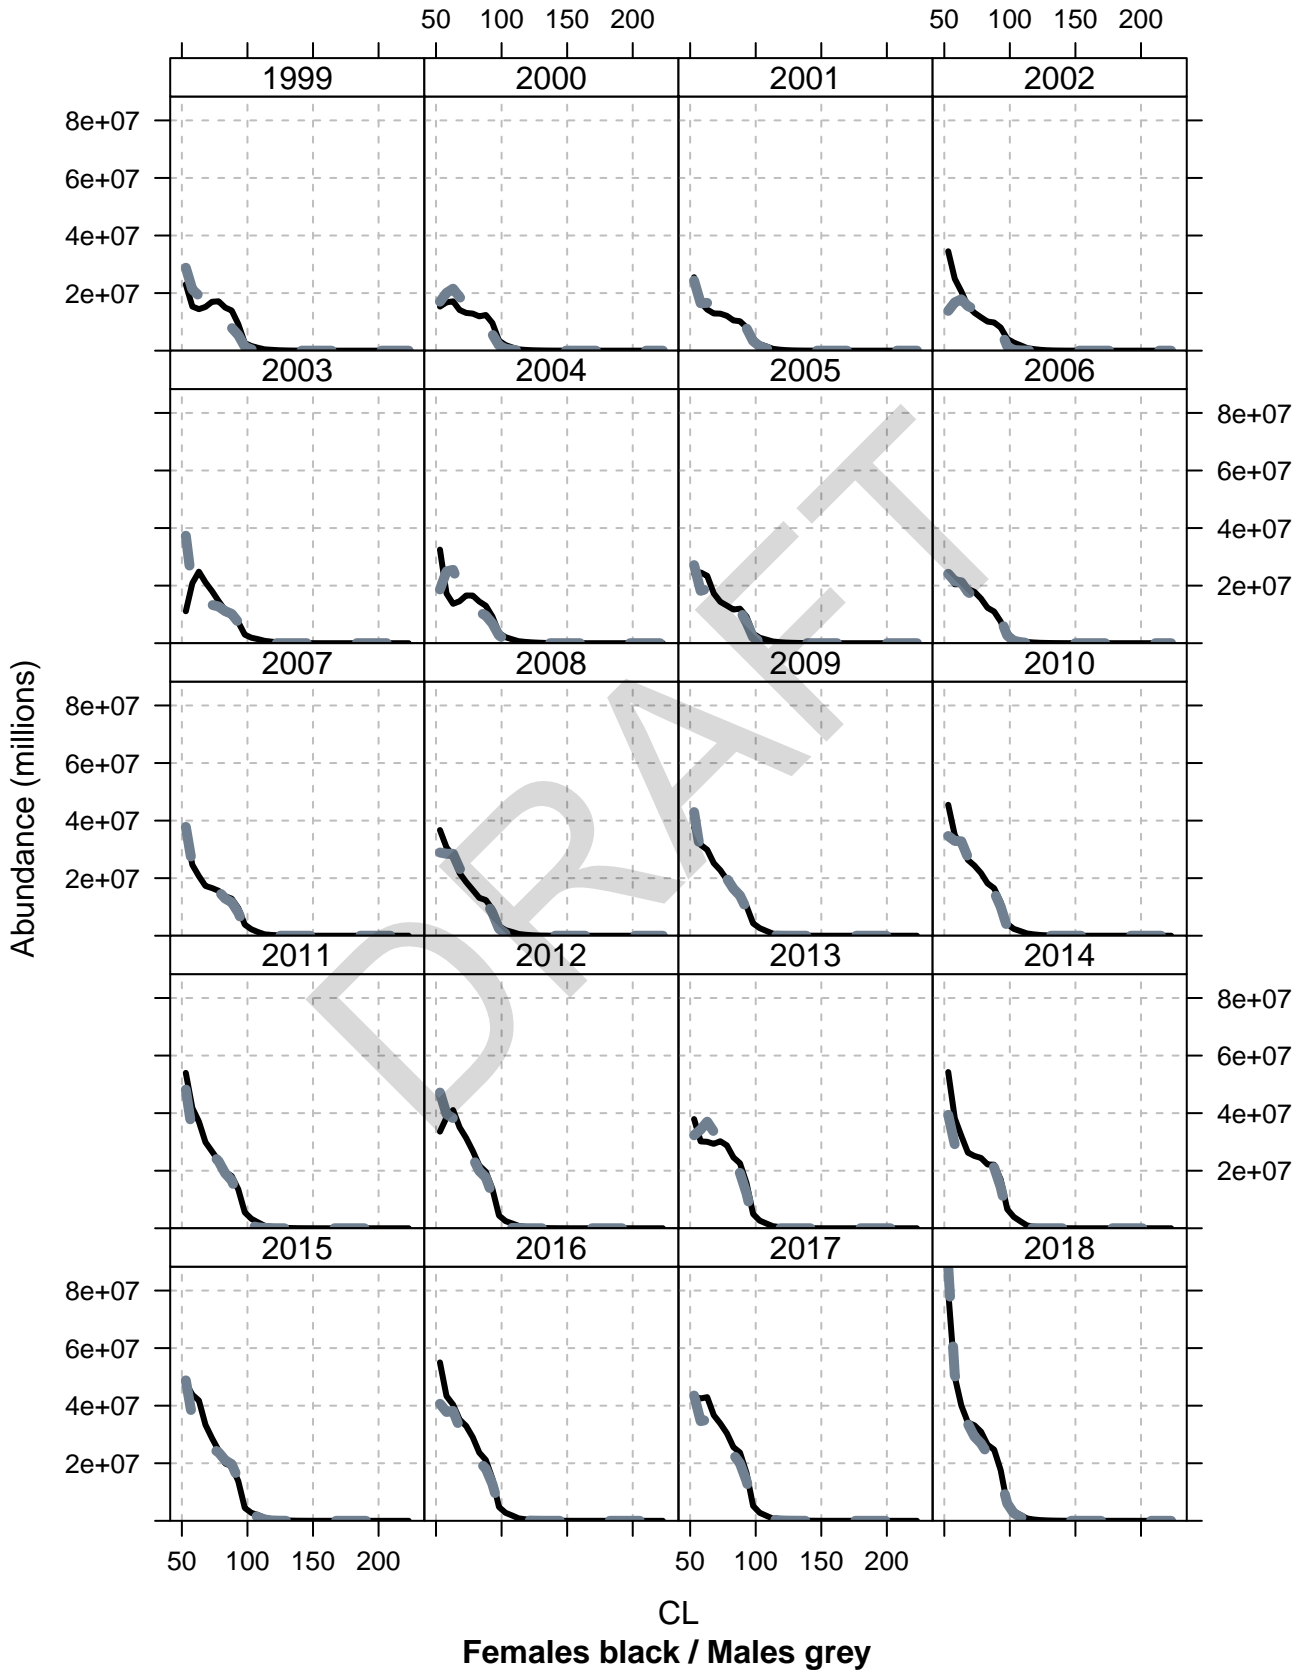 50 100 150 200 50 100 150 200
1999 2000 2001 2002
8e+07
6e+07
4e+07
2e+07
2003 2004 2005 2006
8e+07
6e+07
4e+07
2e+07
2007 2008 2009 2010
8e+07
6e+07
4e+07
2e+07
2011 2012 2013 2014
8e+07
6e+07
4e+07
2e+07
2015 2016 2017 2018
8e+07
6e+07
4e+07
2e+07
50 100 150 200 50 100 150 200
Abundance (millions)
CL
Females black / Males grey
DRAFT